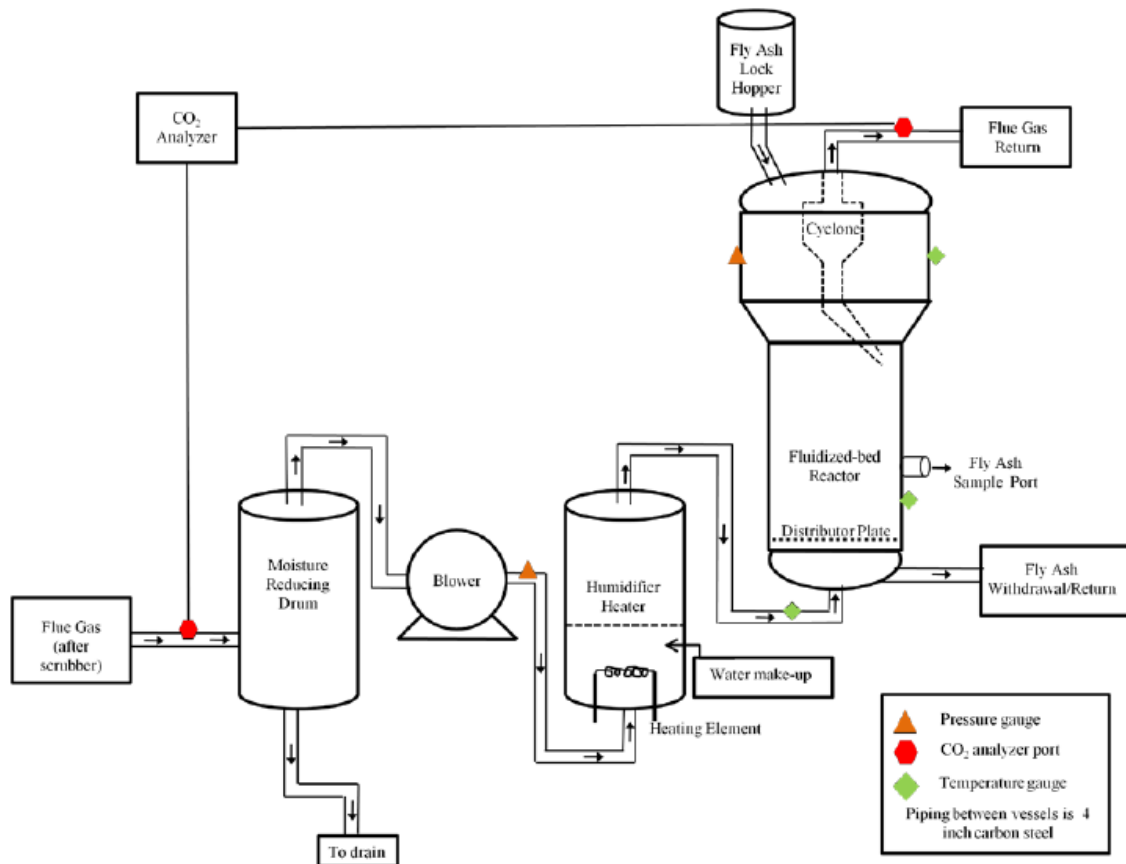 Fly Ash
Lock
Hopper
CO₂
Analyzer
Flue Gas
Return
Cyclone
Fluidized-bed
Reactor
Fly Ash
Sample Port
Distributor Plate
Moisture
Reducing
Drum
Blower
Humidifier
Heater
Fly Ash
Withdrawal/Return
Flue Gas
(after
scrubber)
Water make-up
Heating Element
To drain
Pressure gauge
CO₂ analyzer port
Temperature gauge
Piping between vessels is 4
inch carbon steel